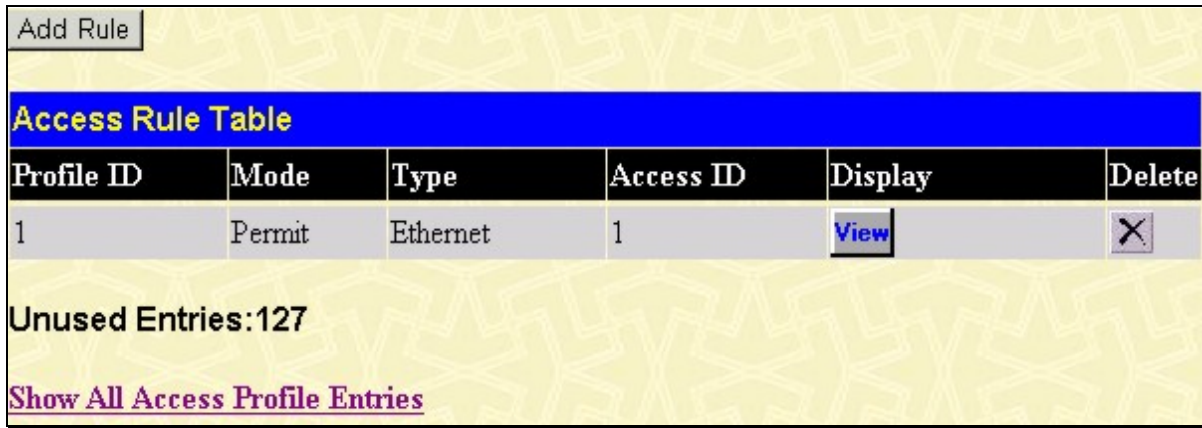 Add Rule
Access Rule Table
Profile ID Mode Type Access ID Display Delete
1 Permit Ethernet 1 View X
Unused Entries:127
Show All Access Profile Entries